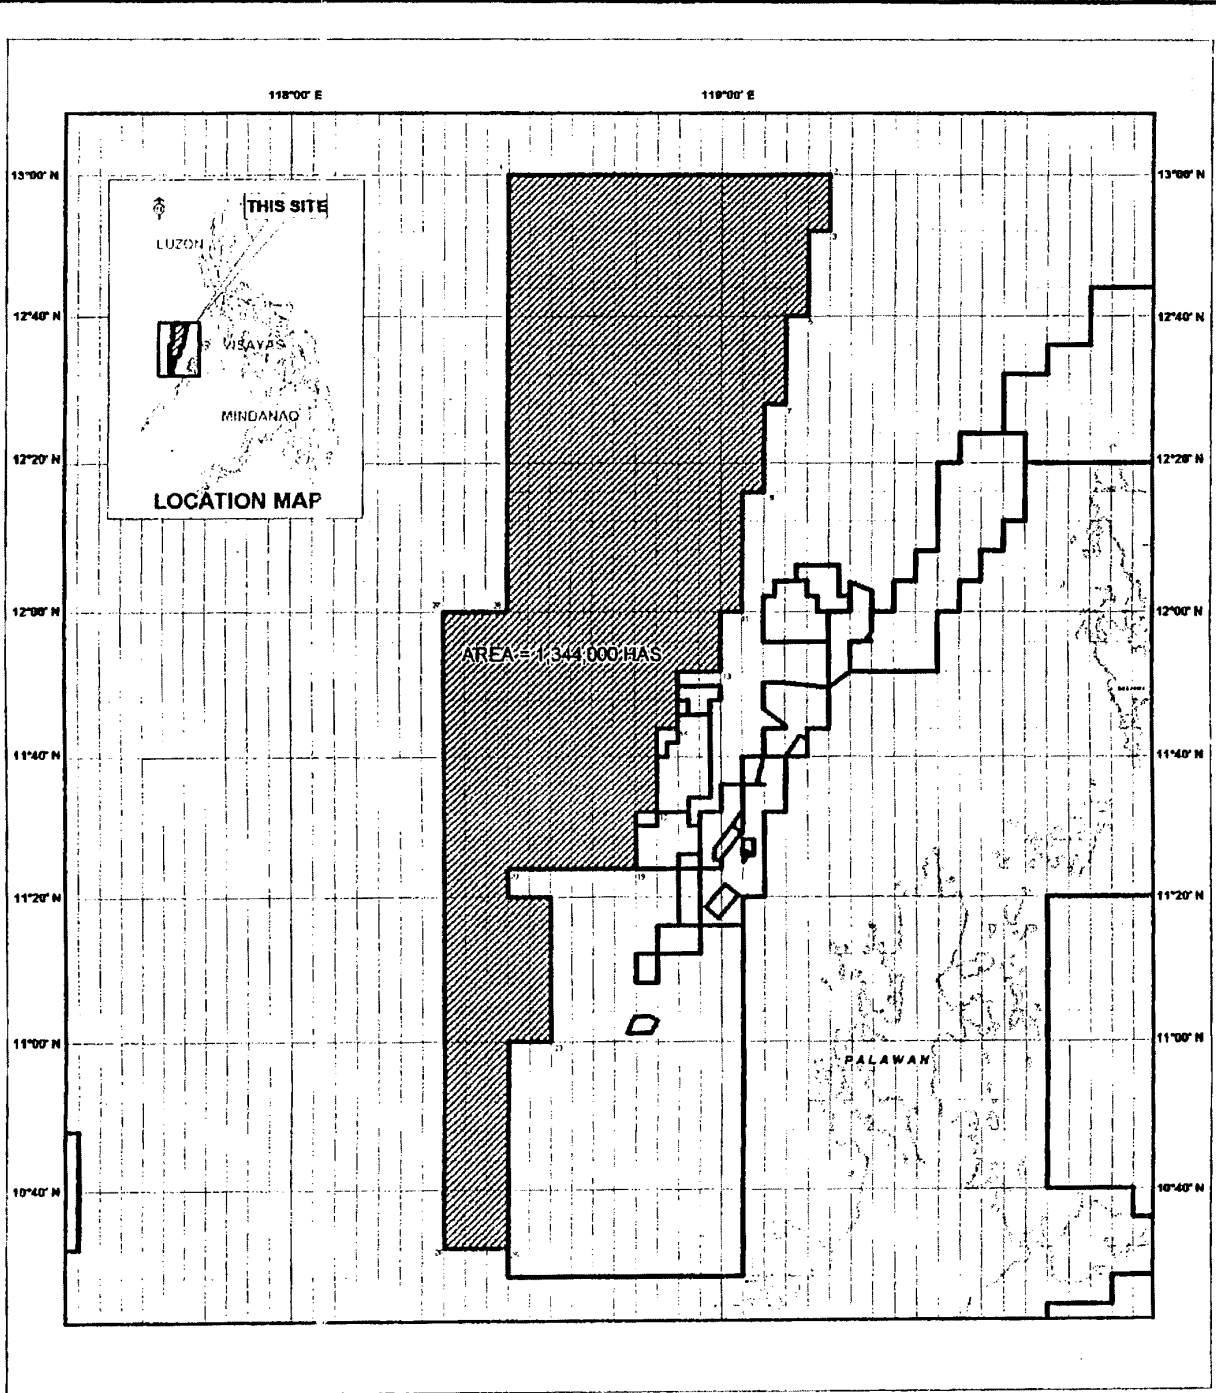 118°00' E
119°00' E
13°00' N
13°00' N
THIS SITE
LUZON
12°40' N
12°40' N
VISAYAS
MINDANAO
12°20' N
12°20' N
LOCATION MAP
12°00' N
12°00' N
AREA = 1,344,000 HAS
11°40' N
11°40' N
11°20' N
11°20' N
11°00' N
11°00' N
PALAWAN
10°40' N
10°40' N